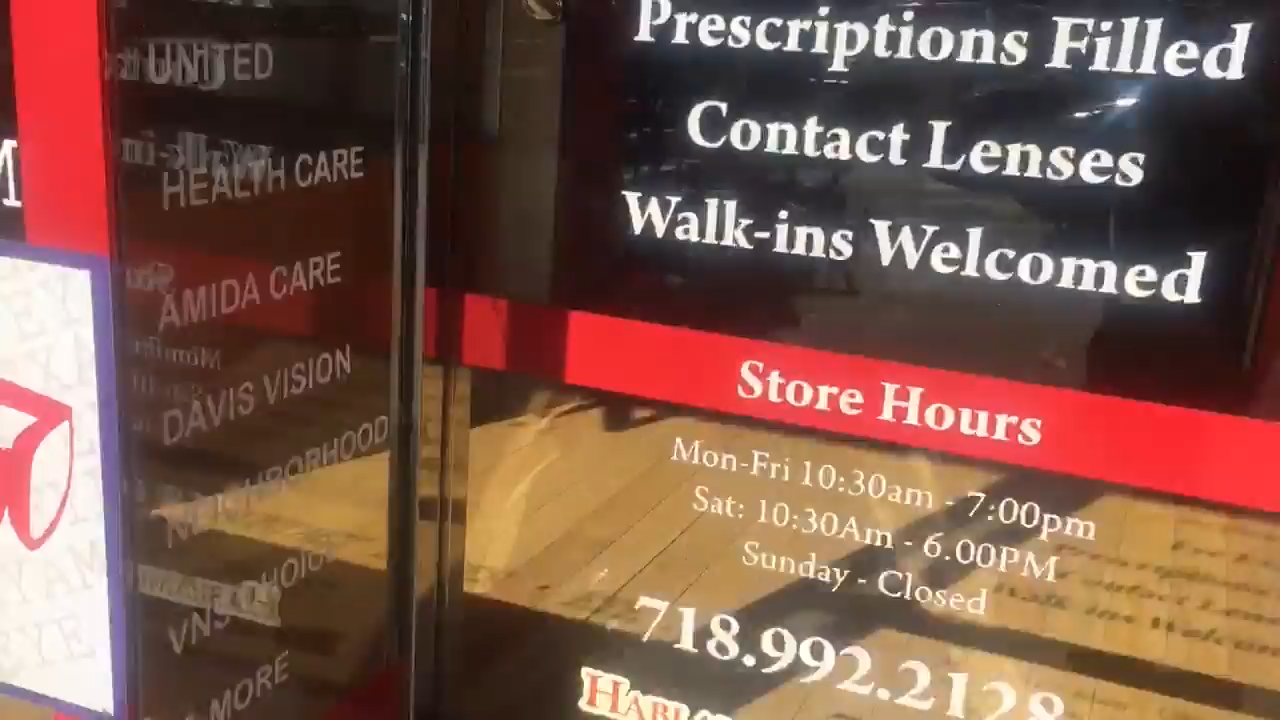 UNITED
HEALTH CARE
AMIDA CARE
DAVIS VISION
NEIGHBORHOOD
VNS CHOICE
MORE
Prescriptions Filled
Contact Lenses
Walk-ins Welcomed
Store Hours
Mon-Fri 10:30am - 7:00pm
Sat: 10:30Am - 6.00PM
Sunday - Closed
718.992.2128